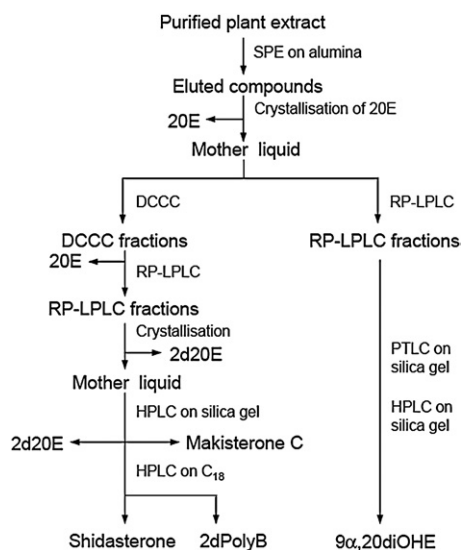 Purified plant extract
SPE on alumina
Eluted compounds
Crystallisation of 20E
20E
Mother liquid
DCCC
RP-LPLC
DCCC fractions
RP-LPLC fractions
20E
RP-LPLC
RP-LPLC fractions
Crystallisation
2d20E
PTLC on
silica gel
Mother liquid
HPLC on silica gel
HPLC on
silica gel
2d20E
Makisterone C
HPLC on C₁₈
Shidasterone
2dPolyB
9α,20diOHE